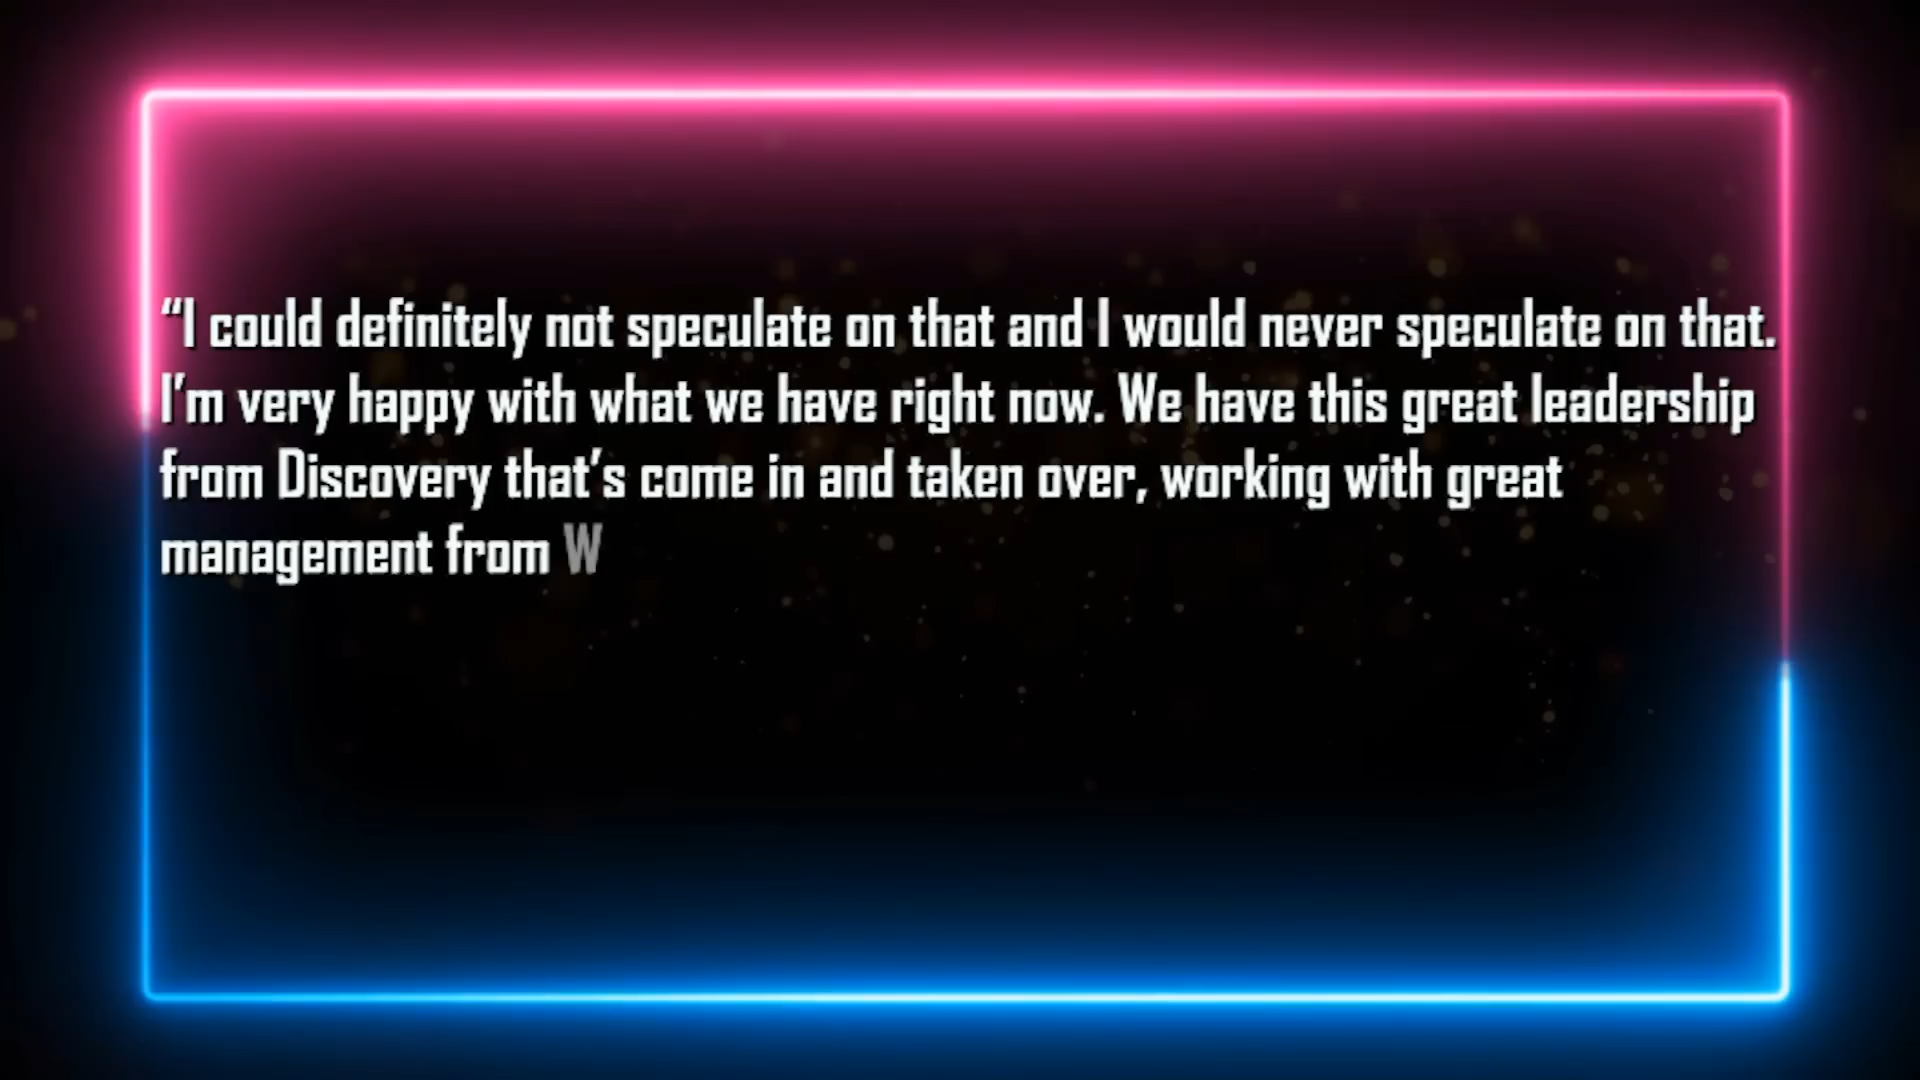 “I could definitely not speculate on that and I would never speculate on that.
I’m very happy with what we have right now. We have this great leadership
from Discovery that’s come in and taken over, working with great
management from W